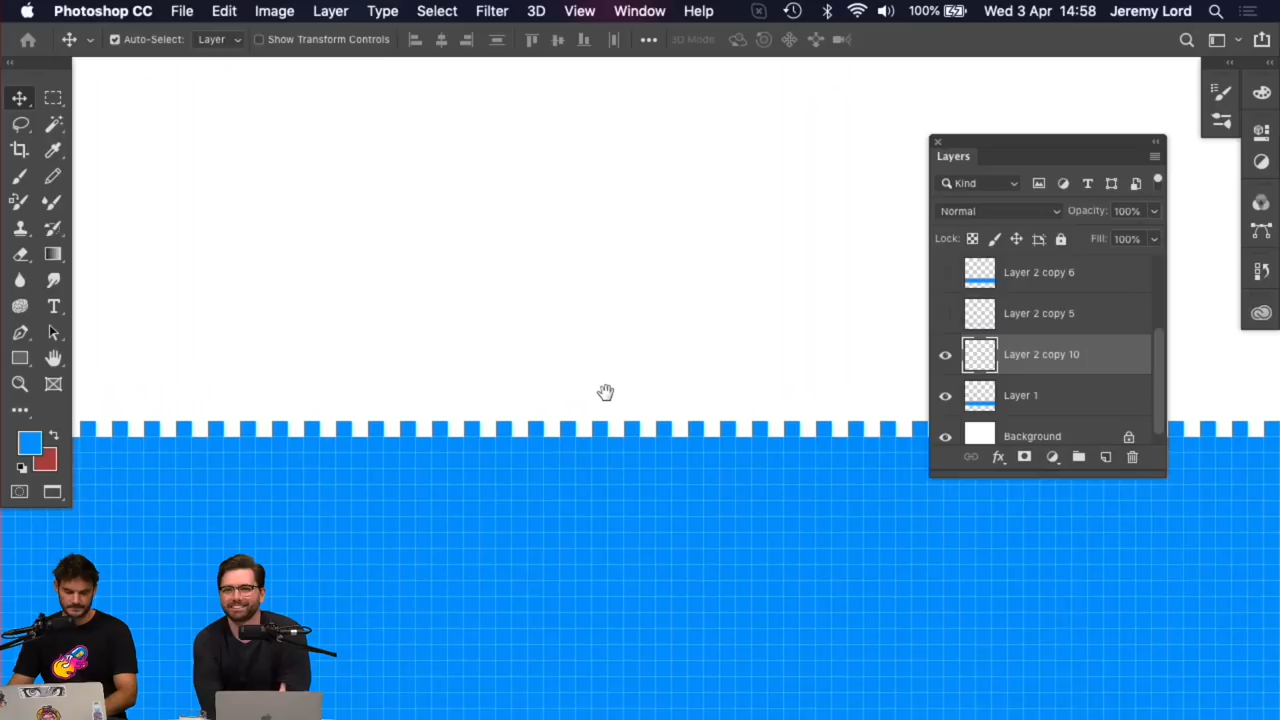 Photoshop CC File Edit Image Layer Type Select Filter 3D View Window Help 100% Wed 3 Apr 14:58 Jeremy Lord
Auto-Select: Layer Show Transform Controls 3D Mode:
Layers
Kind
Normal Opacity: 100%
Lock: Fill: 100%
Layer 2 copy 6
Layer 2 copy 5
Layer 2 copy 10
Layer 1
Background